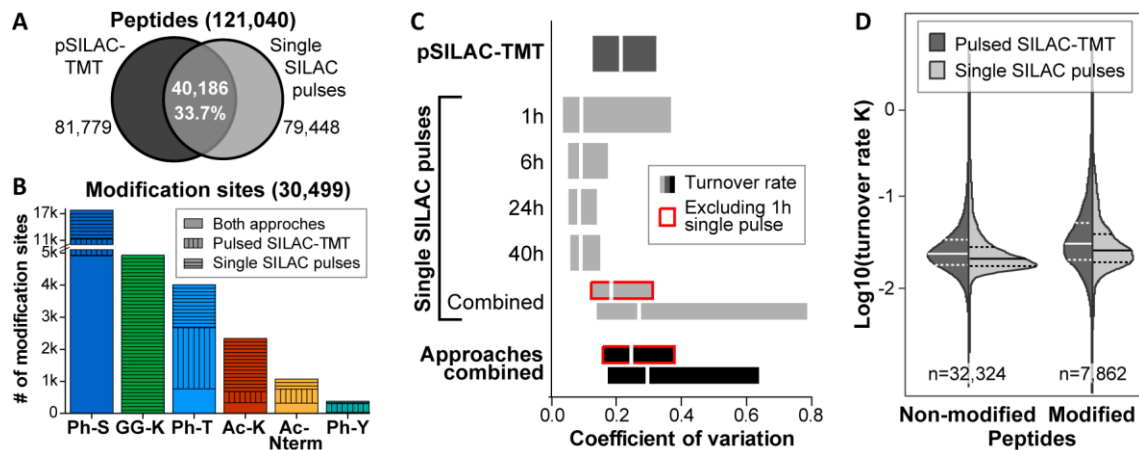 A
Peptides (121,040)
pSILAC-
TMT
Single
SILAC
pulses
40,186
33.7%
81,779
79,448
B
Modification sites (30,499)
# of modification sites
17k
11k
5k
4k
3k
2k
1k
0
Both approches
Pulsed SILAC-TMT
Single SILAC pulses
Ph-S
GG-K
Ph-T
Ac-K
Ac-
Nterm
Ph-Y
C
pSILAC-TMT
Single SILAC pulses
1h
6h
24h
40h
Combined
Approaches
combined
Turnover rate
Excluding 1h
single pulse
0.0
0.2
0.4
0.6
0.8
Coefficient of variation
D
Pulsed SILAC-TMT
Single SILAC pulses
Log10(turnover rate K)
0
-1
-2
n=32,324
n=7,862
Non-modified
Modified
Peptides